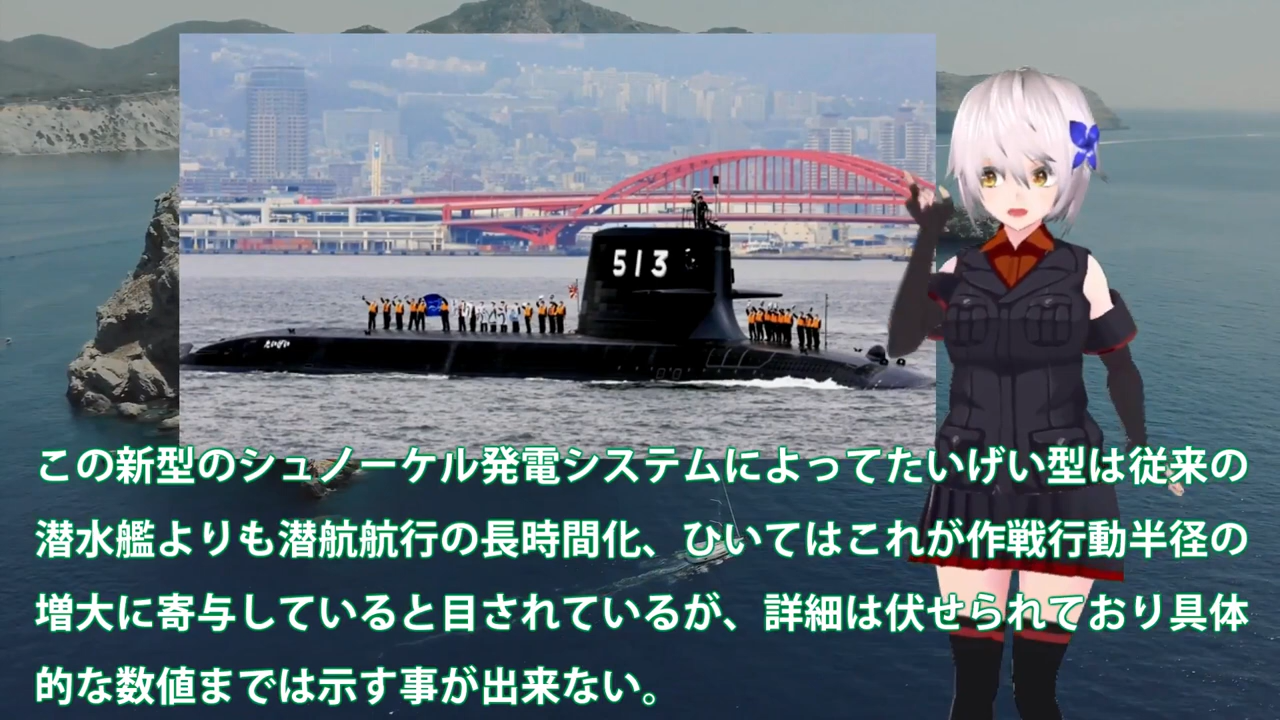 513
たいげい
この新型のシュノーケル発電システムによってたいげい型は従来の
潜水艦よりも潜航航行の長時間化、ひいてはこれが作戦行動半径の
増大に寄与していると目されているが、詳細は伏せられており具体
的な数値までは示す事が出来ない。